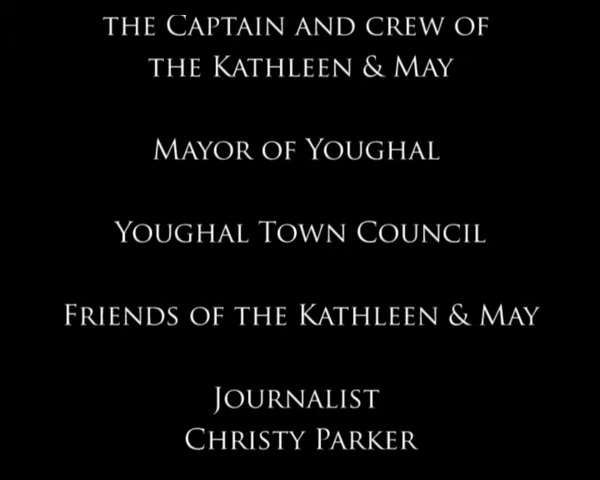 the Captain and crew of
the Kathleen & May
Mayor of Youghal
Youghal Town Council
Friends of the Kathleen & May
Journalist
Christy Parker